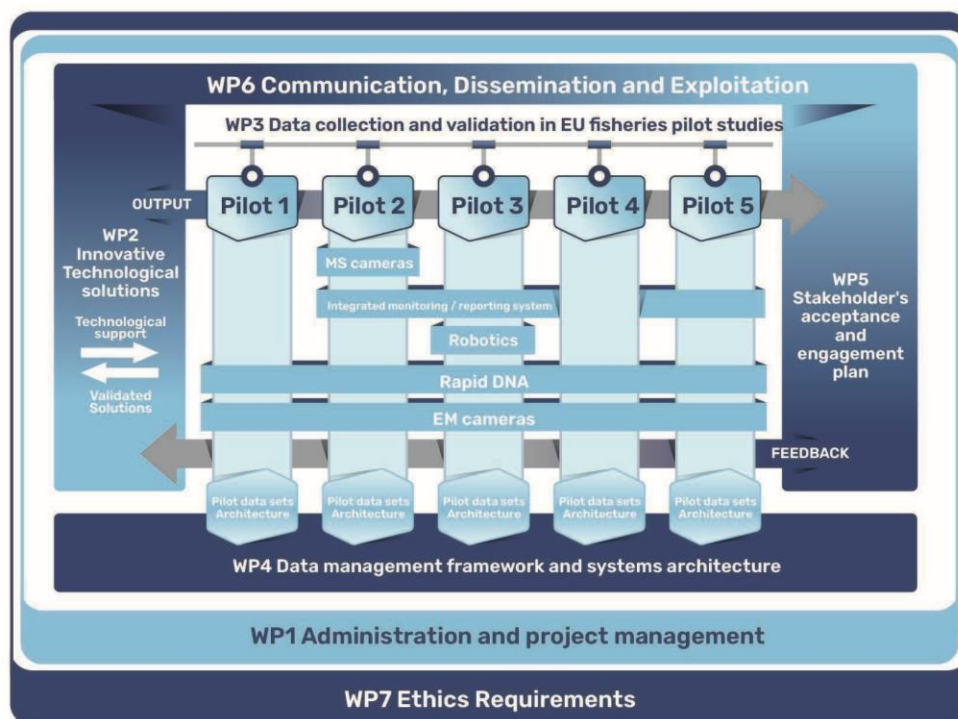 WP6 Communication, Dissemination and Exploitation
WP3 Data collection and validation in EU fisheries pilot studies
OUTPUT
Pilot 1
Pilot 2
Pilot 3
Pilot 4
Pilot 5
WP2
Innovative
Technological
solutions
Technological
support
Validated
Solutions
MS cameras
Integrated monitoring / reporting system
Robotics
Rapid DNA
EM cameras
WP5
Stakeholder's
acceptance
and
engagement
plan
FEEDBACK
Pilot data sets
Architecture
Pilot data sets
Architecture
Pilot data sets
Architecture
Pilot data sets
Architecture
Pilot data sets
Architecture
WP4 Data management framework and systems architecture
WP1 Administration and project management
WP7 Ethics Requirements